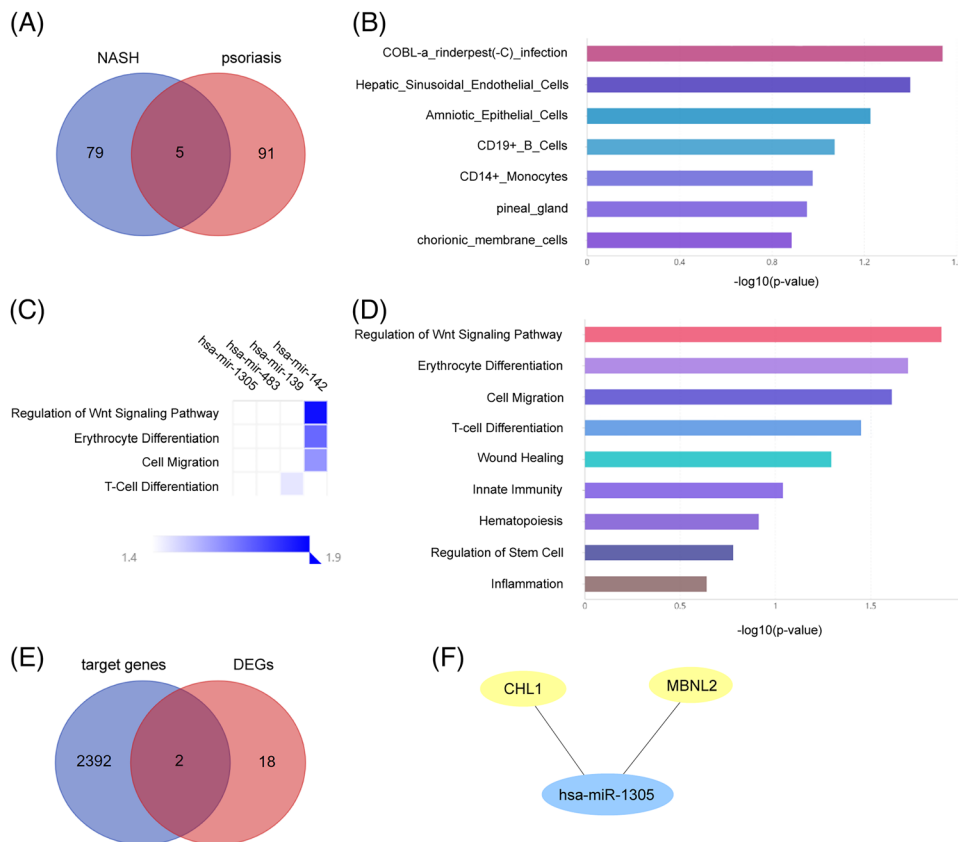 (A)
NASH
psoriasis
79
5
91
(B)
COBL-a_rinderpest(-C)_infection
Hepatic_Sinusoidal_Endothelial_Cells
Amniotic_Epithelial_Cells
CD19+_B_Cells
CD14+_Monocytes
pineal_gland
chorionic_membrane_cells
0 0.4 0.8 1.2
-log10(p-value)
(C)
hsa-mir-1305
hsa-mir-483
hsa-mir-139
hsa-mir-142
Regulation of Wnt Signaling Pathway
Erythrocyte Differentiation
Cell Migration
T-Cell Differentiation
1.4 1.9
(D)
Regulation of Wnt Signaling Pathway
Erythrocyte Differentiation
Cell Migration
T-cell Differentiation
Wound Healing
Innate Immunity
Hematopoiesis
Regulation of Stem Cell
Inflammation
0 0.5 1 1.5
-log10(p-value)
(E)
target genes
DEGs
2392
2
18
(F)
CHL1
MBNL2
hsa-miR-1305